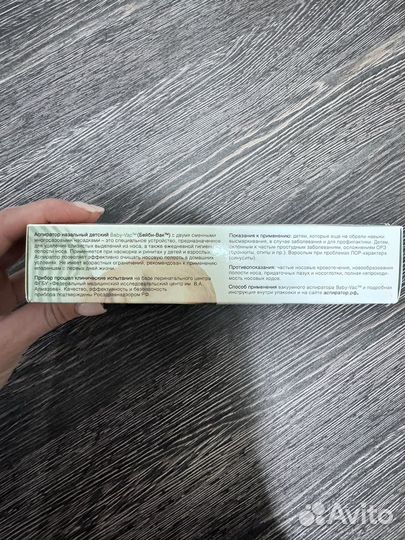 Аспиратор назальный детский Baby-Vac™ (Бейби-Вак™) с двумя сменными
многоразовыми насадками – это специальное устройство, предназначенное
для удаления слизистых выделений из носа, а также ежедневной гигиены
полости носа. Применяется при насморке и ринитах у детей и взрослых.
Аспиратор позволяет эффективно очищать носовую полость в домашних
условиях. Не имеет возрастных ограничений, рекомендован к применению
младенцам с первых дней жизни.
Прибор прошел клинические испытания на базе перинатального центра
ФГБУ «Федеральный медицинский исследовательский центр им. В.А.
Алмазова». Качество, эффективность и безопасность
прибора подтверждены Росздравнадзором РФ.
Показания к применению: детям, которые еще не обрели навыки
высмаркивания, в случае заболевания и для профилактики. Детям,
склонным к частым простудным заболеваниям, осложнениям ОРЗ
(бронхиты, отиты и пр.). Взрослым при проблемах ЛОР-характера
(синуситы).
Противопоказания: частые носовые кровотечения, новообразования
полости носа, придаточных пазух и носоглотки, полная непроходи-
мость носовых ходов.
Способ применения вакуумного аспиратора Baby-Vac™ и подробная
инструкция внутри упаковки и на сайте аспиратор.рф.
Avito